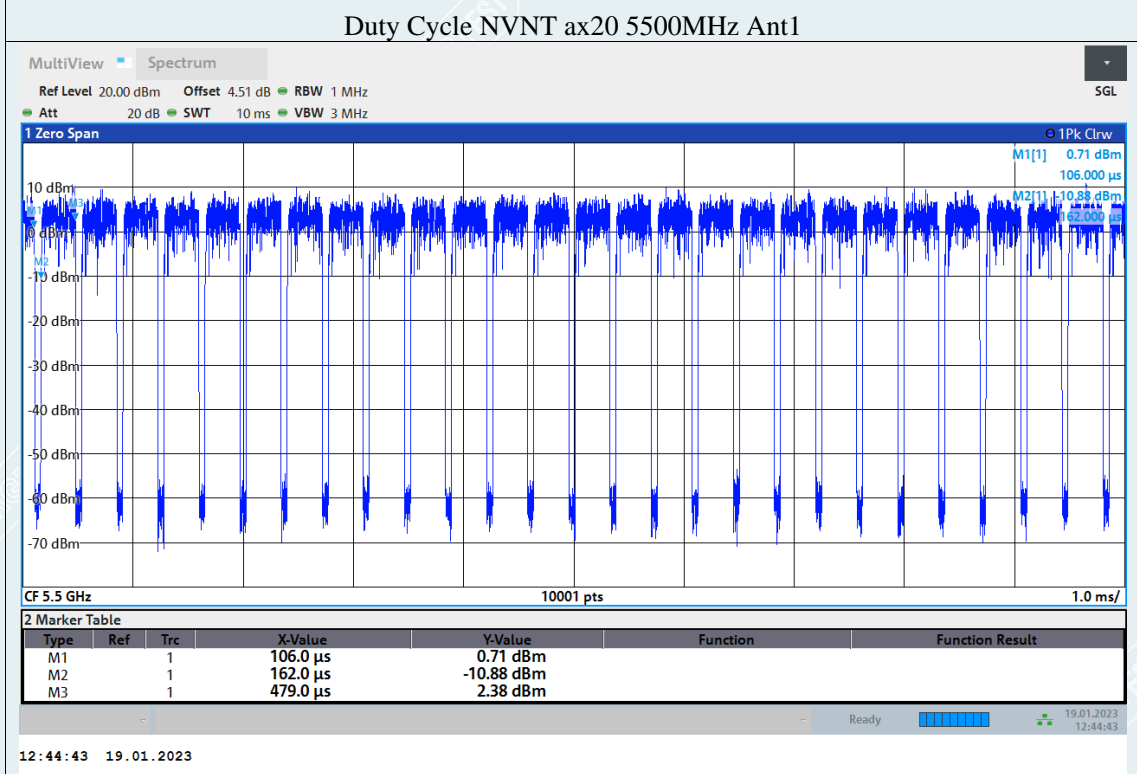 Duty Cycle NVNT ax20 5500MHz Ant1
MultiView Spectrum
Ref Level 20.00 dBm Offset 4.51 dB RBW 1 MHz SGL
Att 20 dB SWT 10 ms VBW 3 MHz
1 Zero Span 1Pk Clrw
M1[1] 0.71 dBm
106.000 µs
M2[1] -10.88 dBm
162.000 µs
10 dBm
M1
M3
0 dBm
M2
-10 dBm
-20 dBm
-30 dBm
-40 dBm
-50 dBm
-60 dBm
-70 dBm
CF 5.5 GHz 10001 pts 1.0 ms/
2 Marker Table
Type Ref Trc X-Value Y-Value Function Function Result
M1 1 106.0 µs 0.71 dBm
M2 1 162.0 µs -10.88 dBm
M3 1 479.0 µs 2.38 dBm
Ready 19.01.2023
12:44:43
12:44:43 19.01.2023